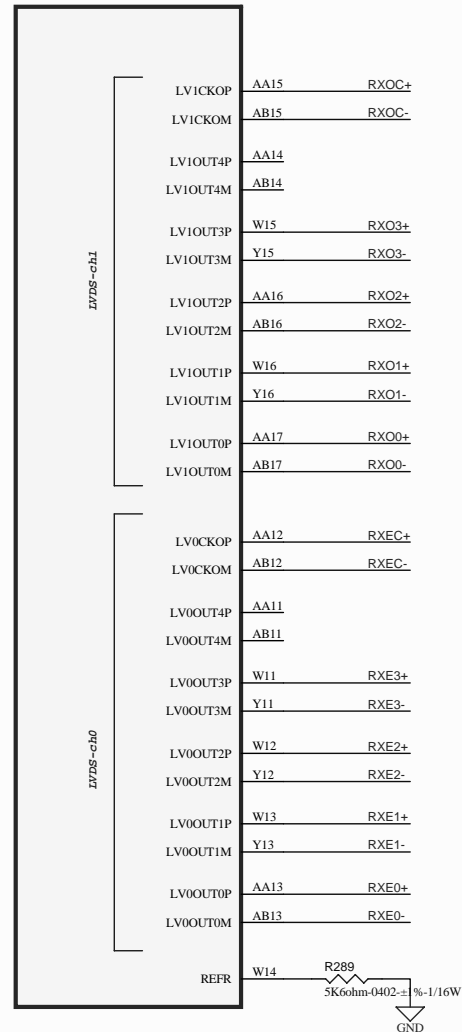 LVDS-ch1
LV1CKOP AA15 RXOC+
LV1CKOM AB15 RXOC-
LV1OUT4P AA14
LV1OUT4M AB14
LV1OUT3P W15 RXO3+
LV1OUT3M Y15 RXO3-
LV1OUT2P AA16 RXO2+
LV1OUT2M AB16 RXO2-
LV1OUT1P W16 RXO1+
LV1OUT1M Y16 RXO1-
LV1OUT0P AA17 RXO0+
LV1OUT0M AB17 RXO0-
LVDS-ch0
LV0CKOP AA12 RXEC+
LV0CKOM AB12 RXEC-
LV0OUT4P AA11
LV0OUT4M AB11
LV0OUT3P W11 RXE3+
LV0OUT3M Y11 RXE3-
LV0OUT2P W12 RXE2+
LV0OUT2M Y12 RXE2-
LV0OUT1P W13 RXE1+
LV0OUT1M Y13 RXE1-
LV0OUT0P AA13 RXE0+
LV0OUT0M AB13 RXE0-
REFR W14 R289
5K6ohm-0402-±1%-1/16W
GND